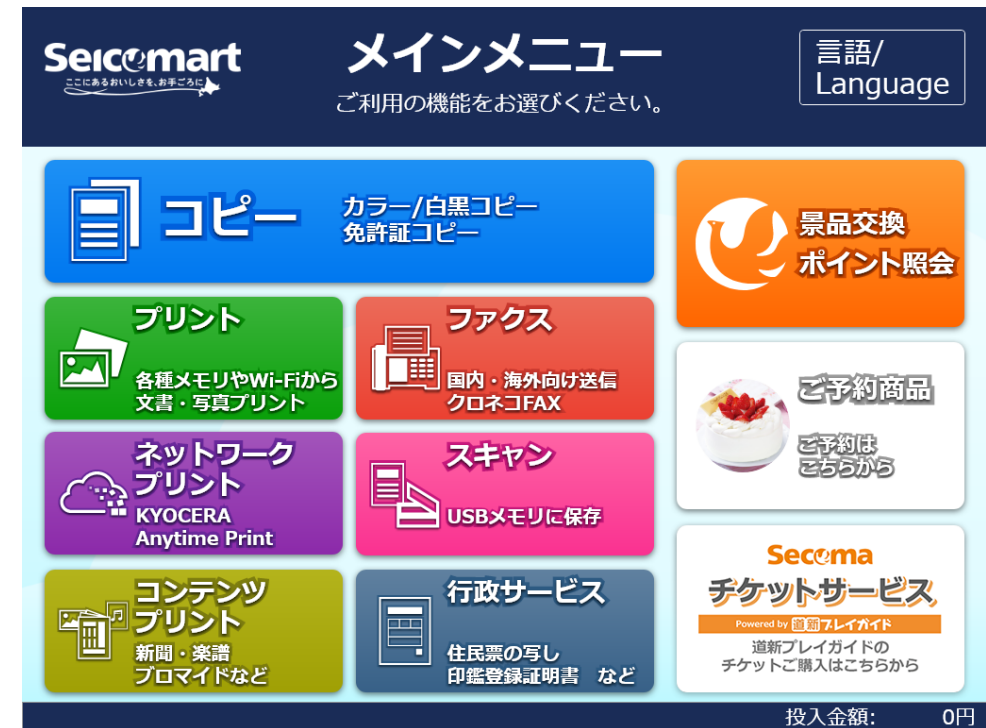 Seicomart
ここにあるおいしさを、お手ごろに
メインメニュー
ご利用の機能をお選びください。
言語/
Language
コピー
カラー/白黒コピー
免許証コピー
景品交換
ポイント照会
プリント
各種メモリやWi-Fiから
文書・写真プリント
ファクス
国内・海外向け送信
クロネコFAX
ご予約商品
ご予約は
こちらから
ネットワーク
プリント
KYOCERA
Anytime Print
スキャン
USBメモリに保存
コンテンツ
プリント
新聞・楽譜
ブロマイドなど
行政サービス
住民票の写し
印鑑登録証明書 など
Secoma
チケットサービス
Powered by 道新プレイガイド
道新プレイガイドの
チケットご購入はこちらから
投入金額: 0円